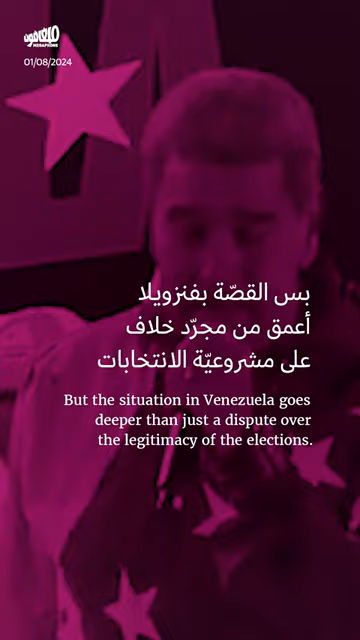 ميغافون
MEGAPHONE
01/08/2024
بس القصّة بفنزويلا
أعمق من مجرّد خلاف
على مشروعيّة الانتخابات
But the situation in Venezuela goes
deeper than just a dispute over
the legitimacy of the elections.